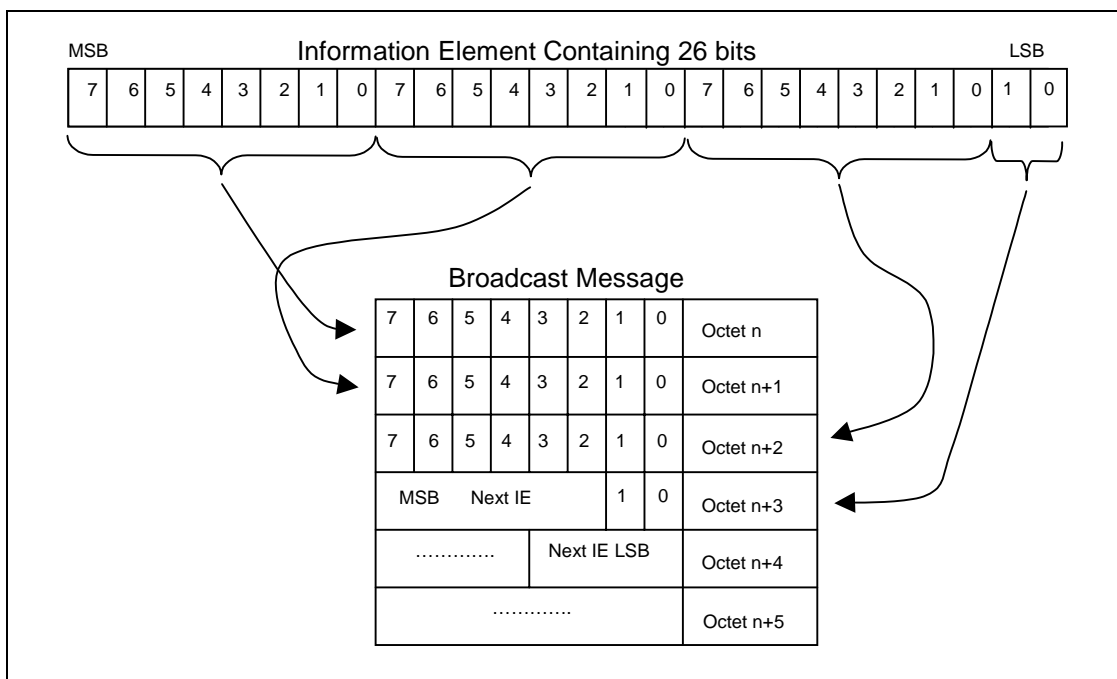 MSB Information Element Containing 26 bits LSB
7 6 5 4 3 2 1 0 7 6 5 4 3 2 1 0 7 6 5 4 3 2 1 0 1 0
Broadcast Message
7 6 5 4 3 2 1 0 Octet n
7 6 5 4 3 2 1 0 Octet n+1
7 6 5 4 3 2 1 0 Octet n+2
MSB Next IE 1 0 Octet n+3
............. Next IE LSB Octet n+4
............. Octet n+5